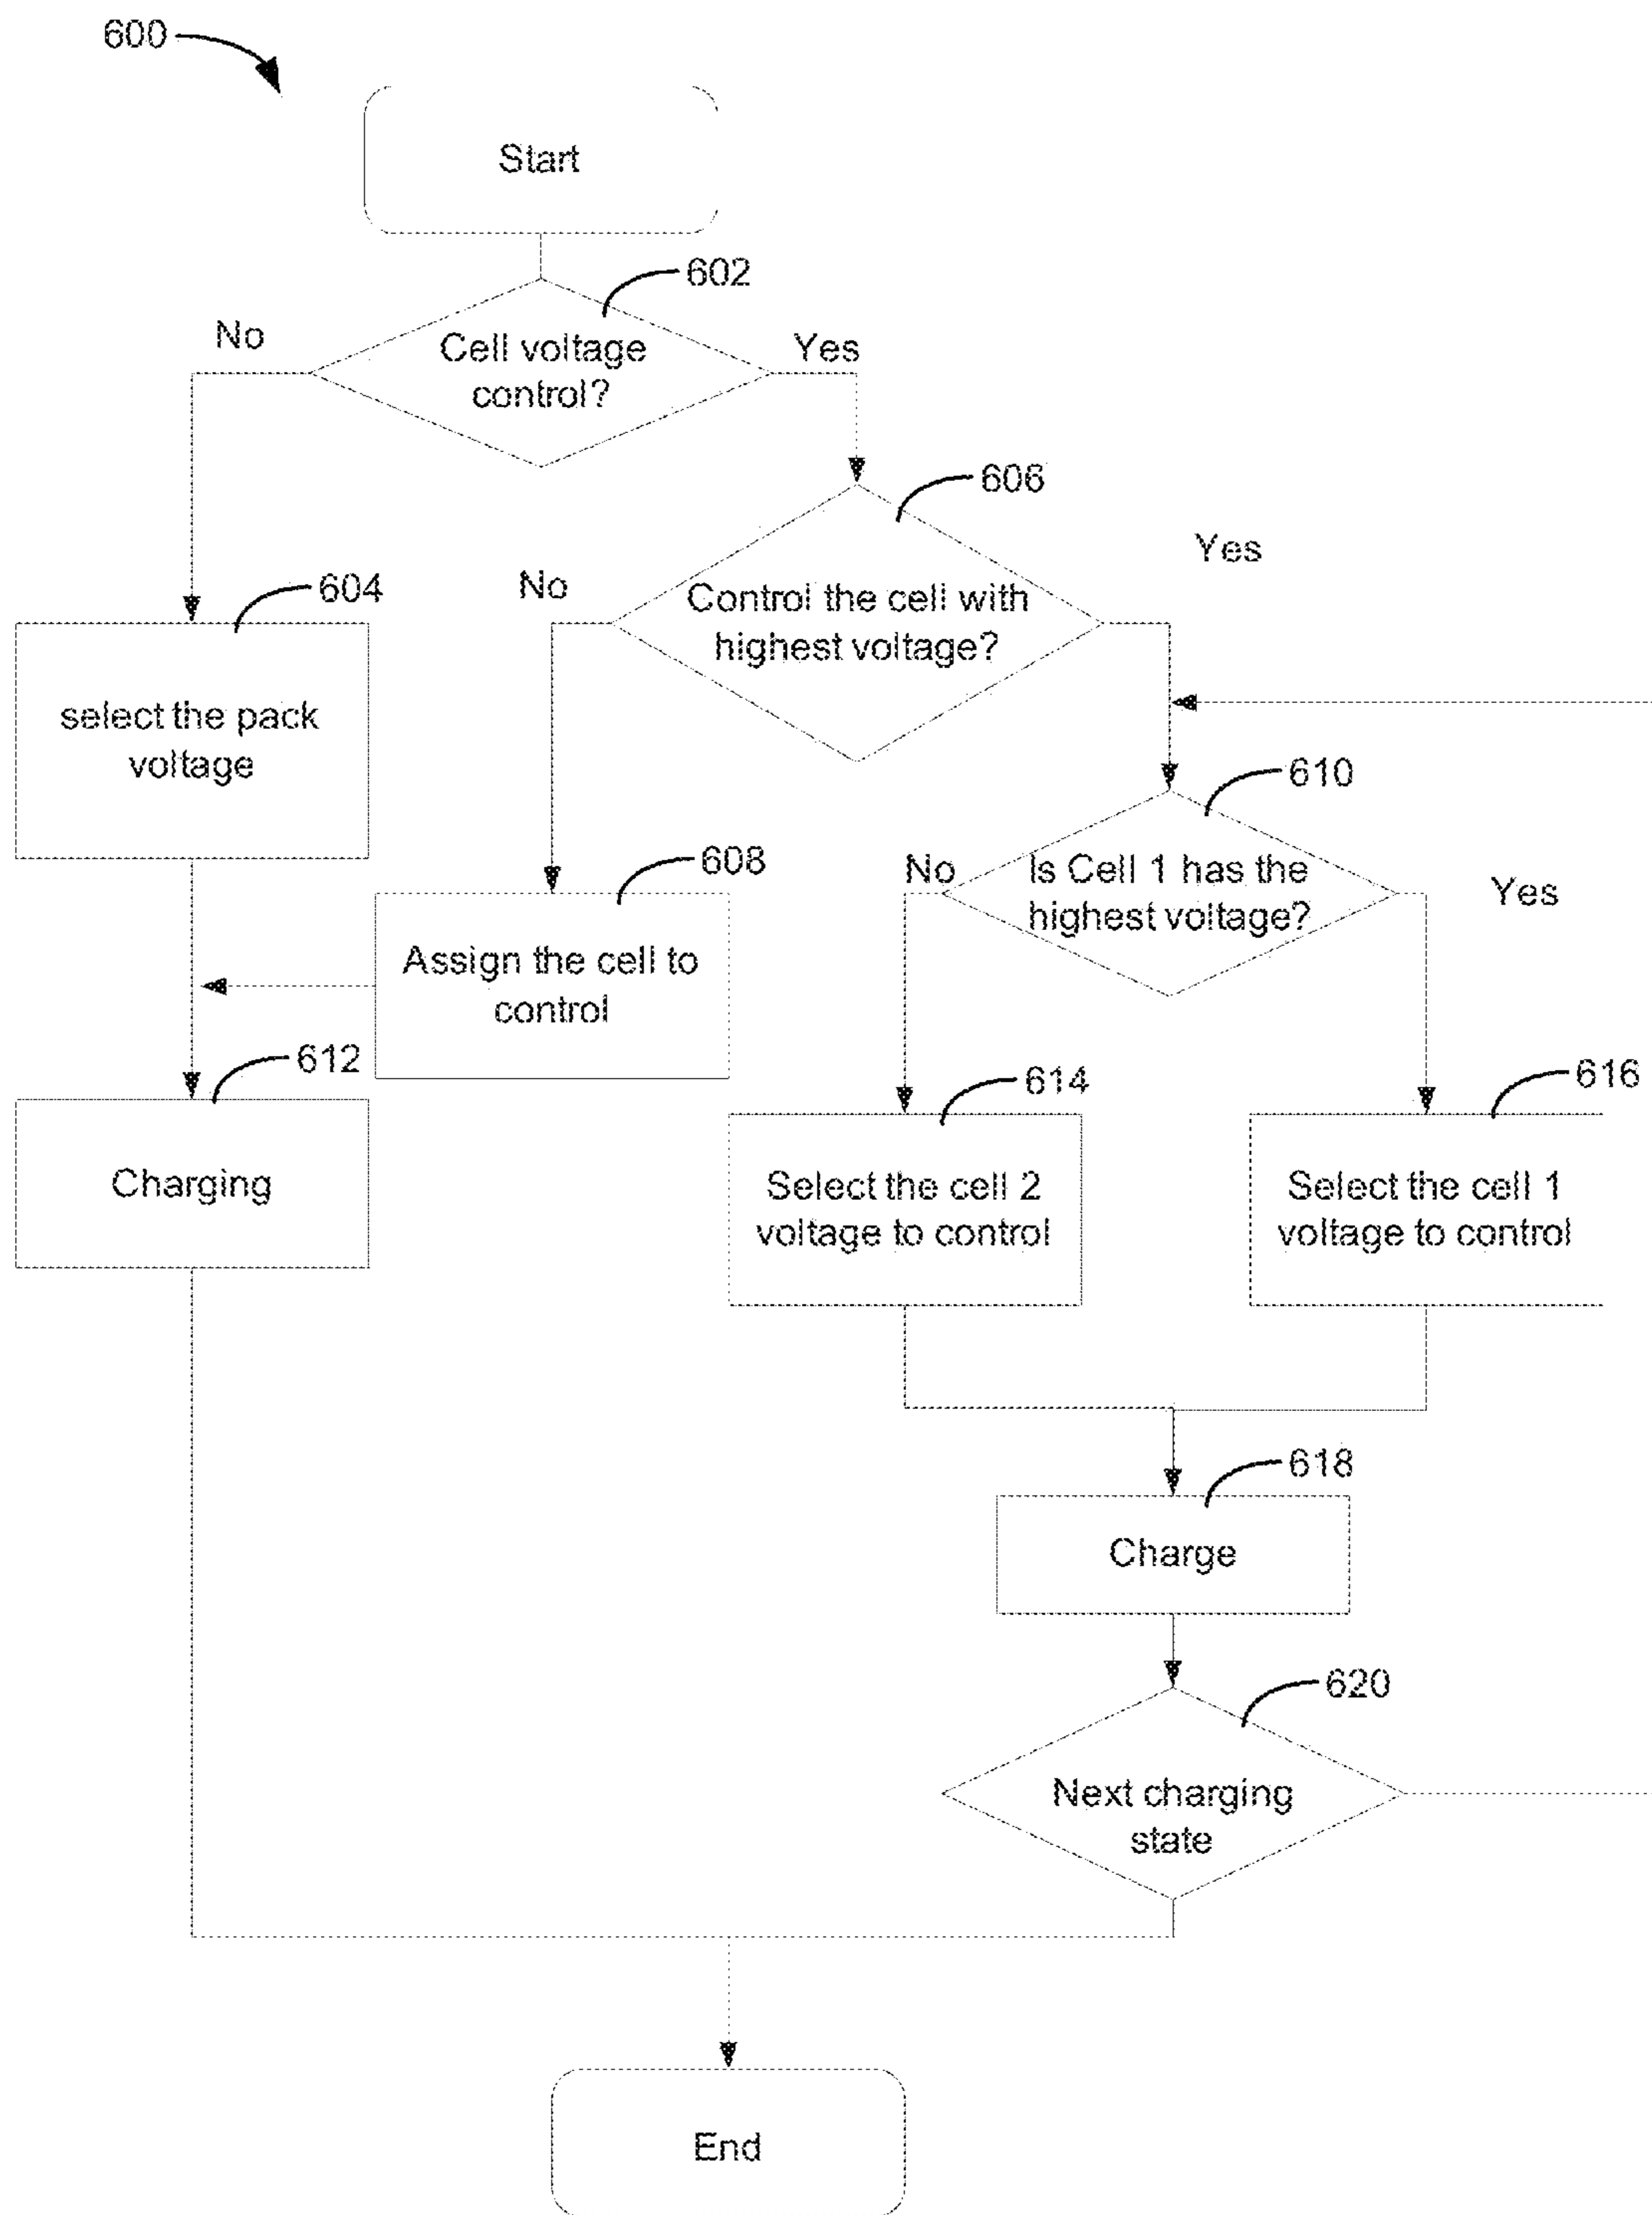 600
Start
602
No
Cell voltage
control?
Yes
606
Yes
No
Control the cell with
highest voltage?
604
select the pack
voltage
610
608
No
Is Cell 1 has the
highest voltage?
Yes
Assign the cell to
control
612
614
616
Charging
Select the cell 2
voltage to control
Select the cell 1
voltage to control
618
Charge
620
Next charging
state
End